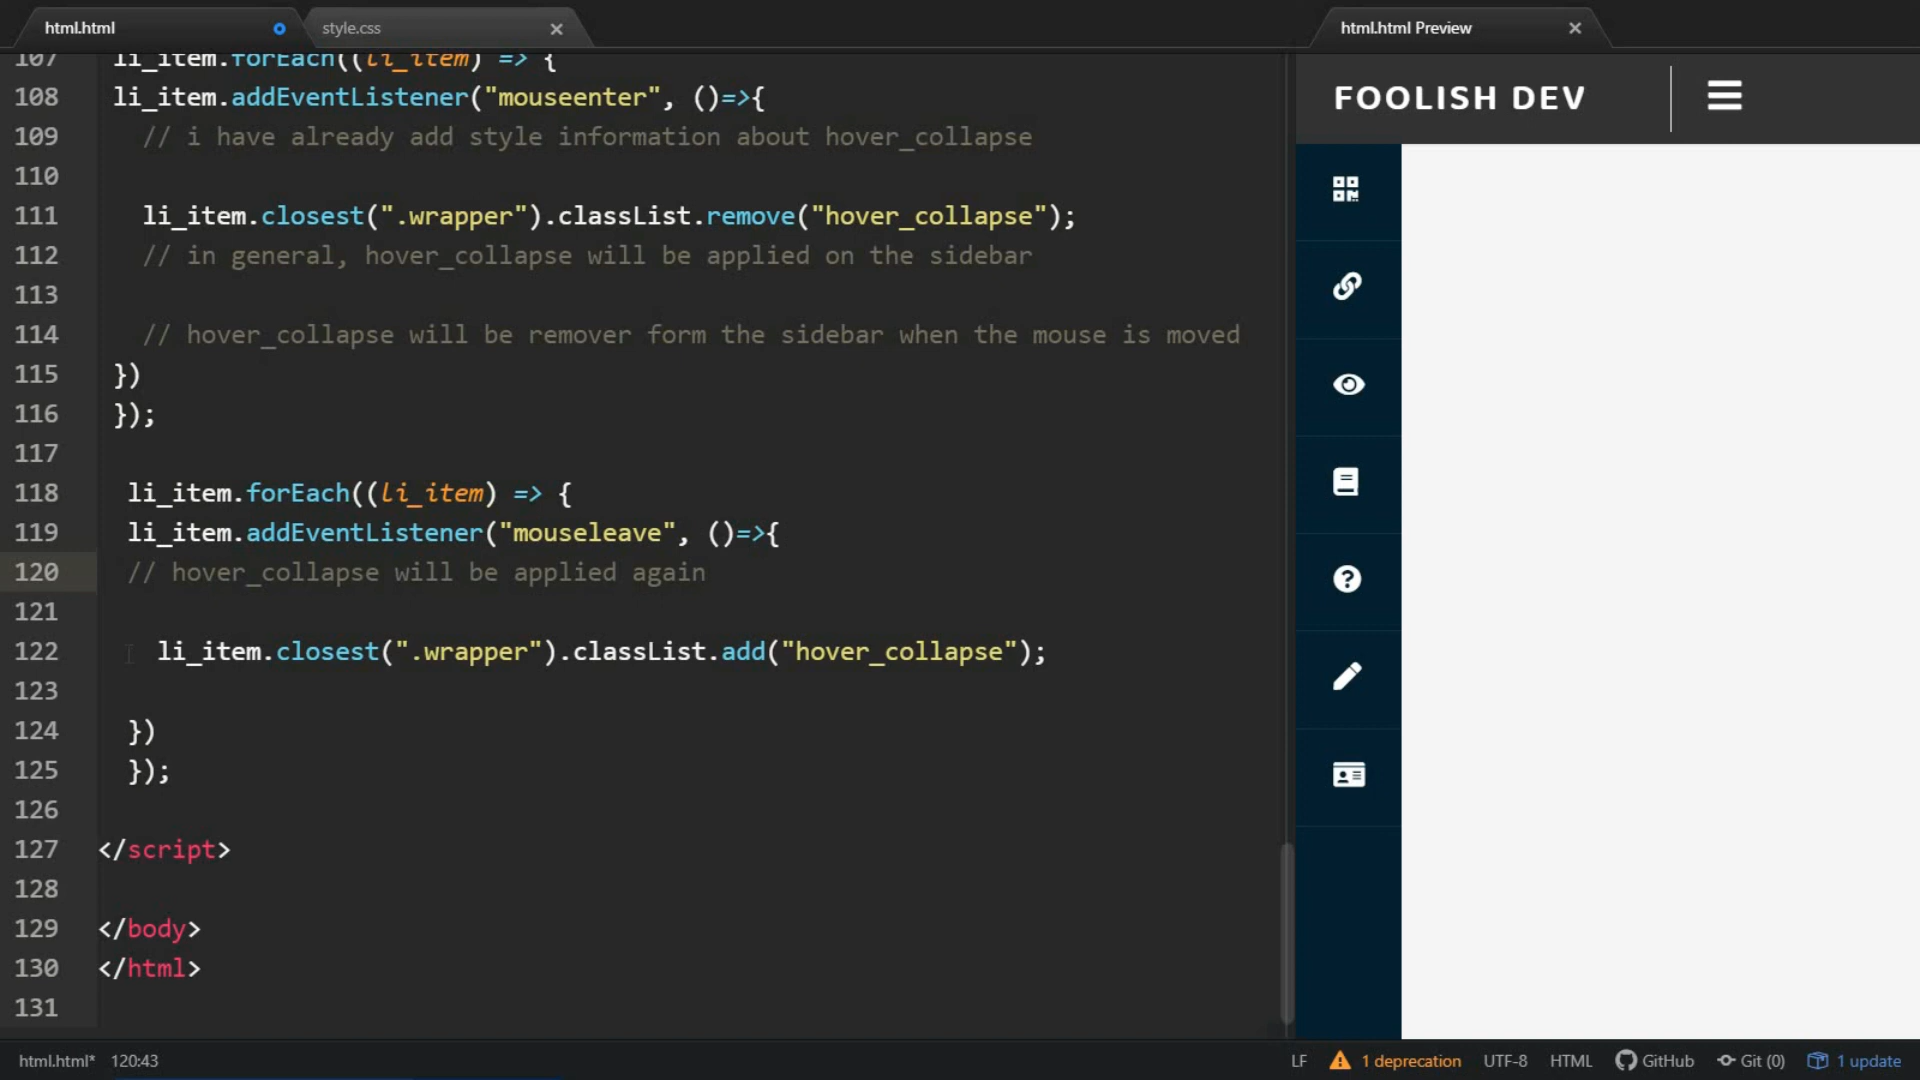 html.html
style.css
html.html Preview
107 li_item.forEach((li_item) => {
108 li_item.addEventListener("mouseenter", ()=>{
109 // i have already add style information about hover_collapse
110
111 li_item.closest(".wrapper").classList.remove("hover_collapse");
112 // in general, hover_collapse will be applied on the sidebar
113
114 // hover_collapse will be remover form the sidebar when the mouse is moved
115 })
116 });
117
118 li_item.forEach((li_item) => {
119 li_item.addEventListener("mouseleave", ()=>{
120 // hover_collapse will be applied again
121
122 li_item.closest(".wrapper").classList.add("hover_collapse");
123
124 })
125 });
126
127 </script>
128
129 </body>
130 </html>
131
FOOLISH DEV
html.html* 120:43
LF 1 deprecation UTF-8 HTML GitHub Git (0) 1 update